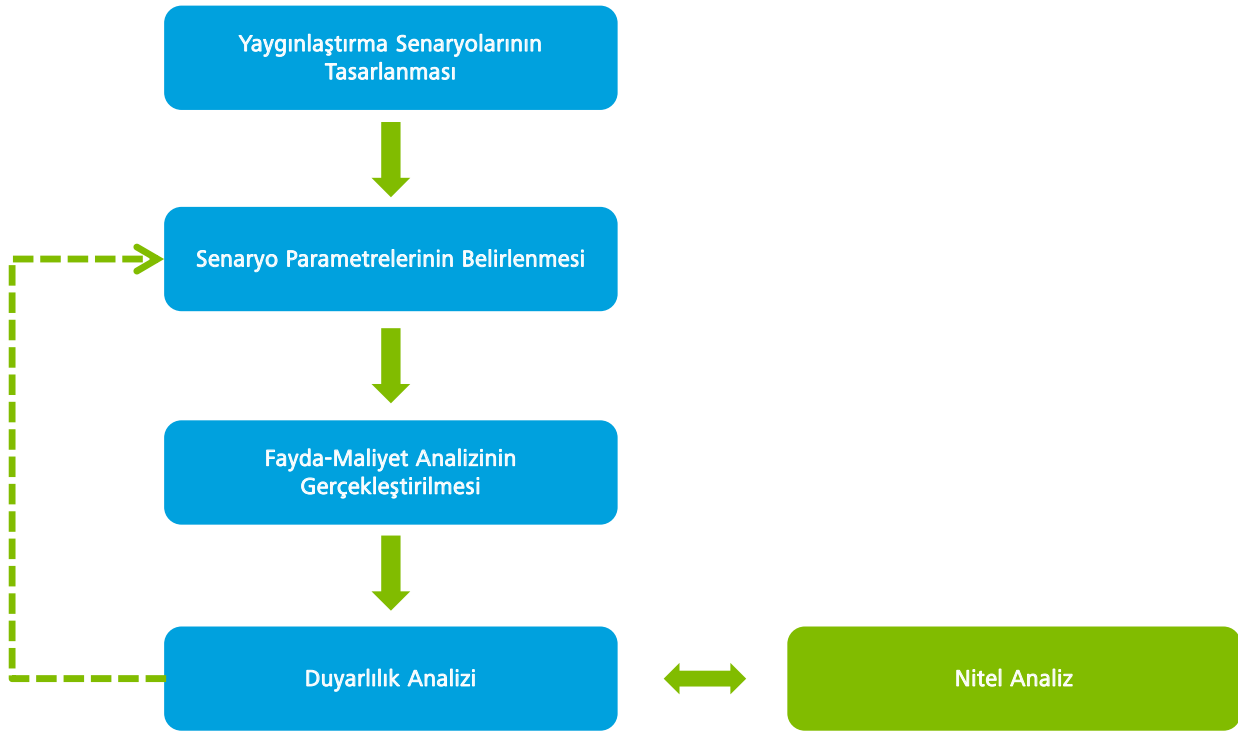 Yaygınlaştırma Senaryolarının
Tasarlanması
Senaryo Parametrelerinin Belirlenmesi
Fayda-Maliyet Analizinin
Gerçekleştirilmesi
Duyarlılık Analizi
Nitel Analiz